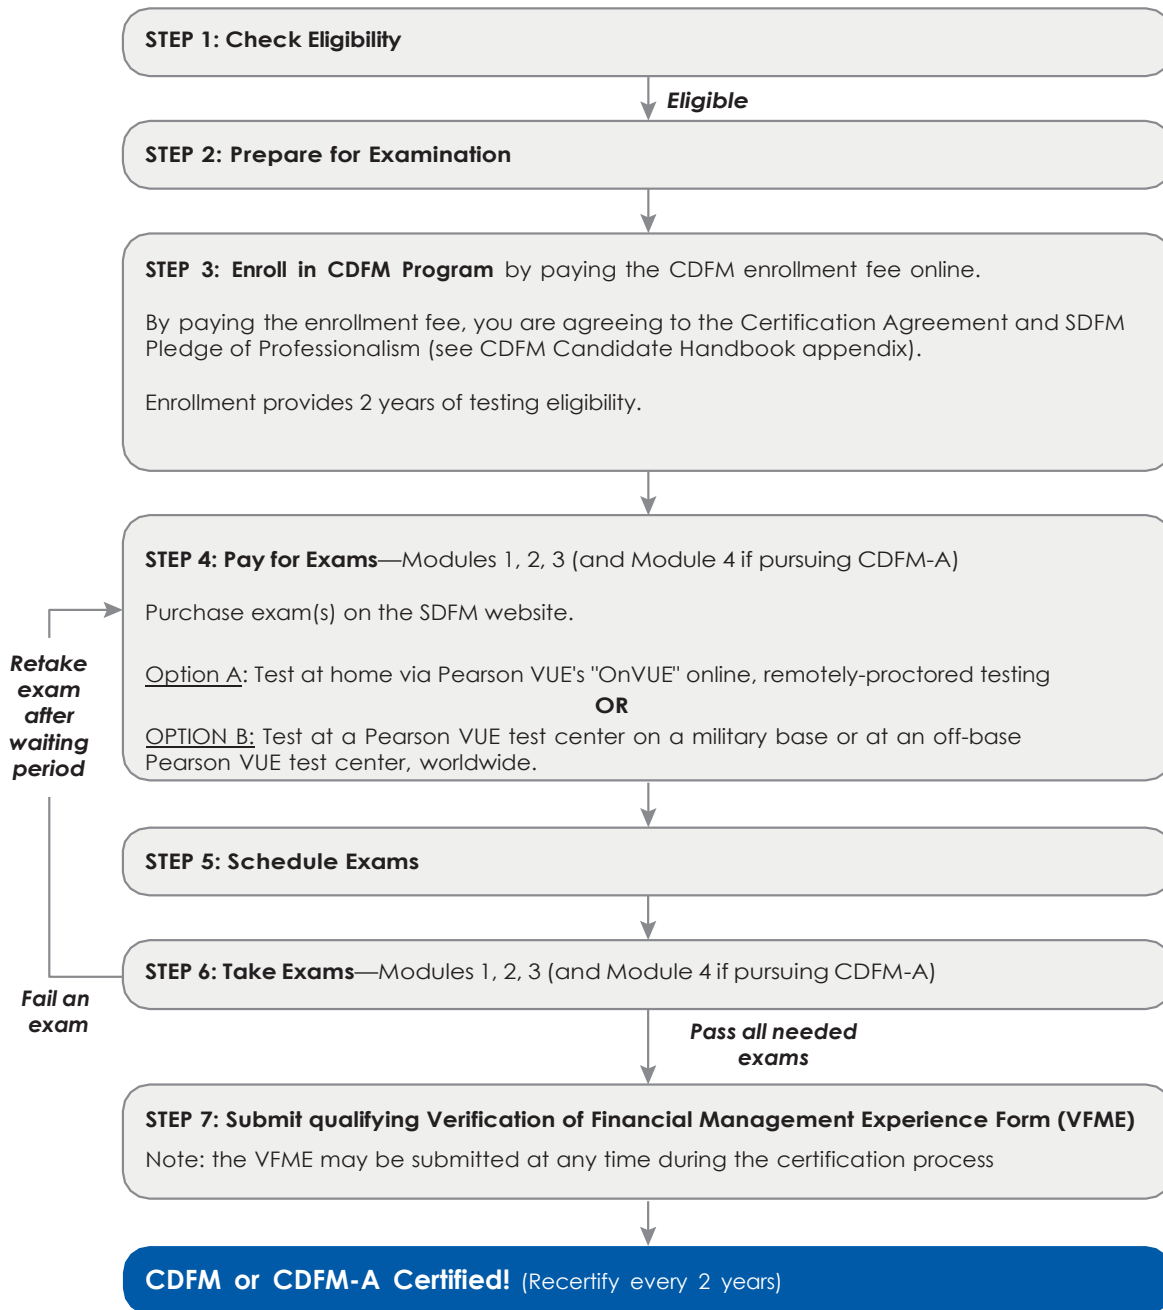 STEP 1: Check Eligibility
Eligible
STEP 2: Prepare for Examination
STEP 3: Enroll in CDFM Program by paying the CDFM enrollment fee online.
By paying the enrollment fee, you are agreeing to the Certification Agreement and SDFM
Pledge of Professionalism (see CDFM Candidate Handbook appendix).
Enrollment provides 2 years of testing eligibility.
STEP 4: Pay for Exams—Modules 1, 2, 3 (and Module 4 if pursuing CDFM-A)
Purchase exam(s) on the SDFM website.
Option A: Test at home via Pearson VUE's "OnVUE" online, remotely-proctored testing
OR
OPTION B: Test at a Pearson VUE test center on a military base or at an off-base
Pearson VUE test center, worldwide.
Retake
exam
after
waiting
period
STEP 5: Schedule Exams
STEP 6: Take Exams—Modules 1, 2, 3 (and Module 4 if pursuing CDFM-A)
Fail an
exam
Pass all needed
exams
STEP 7: Submit qualifying Verification of Financial Management Experience Form (VFME)
Note: the VFME may be submitted at any time during the certification process
CDFM or CDFM-A Certified! (Recertify every 2 years)